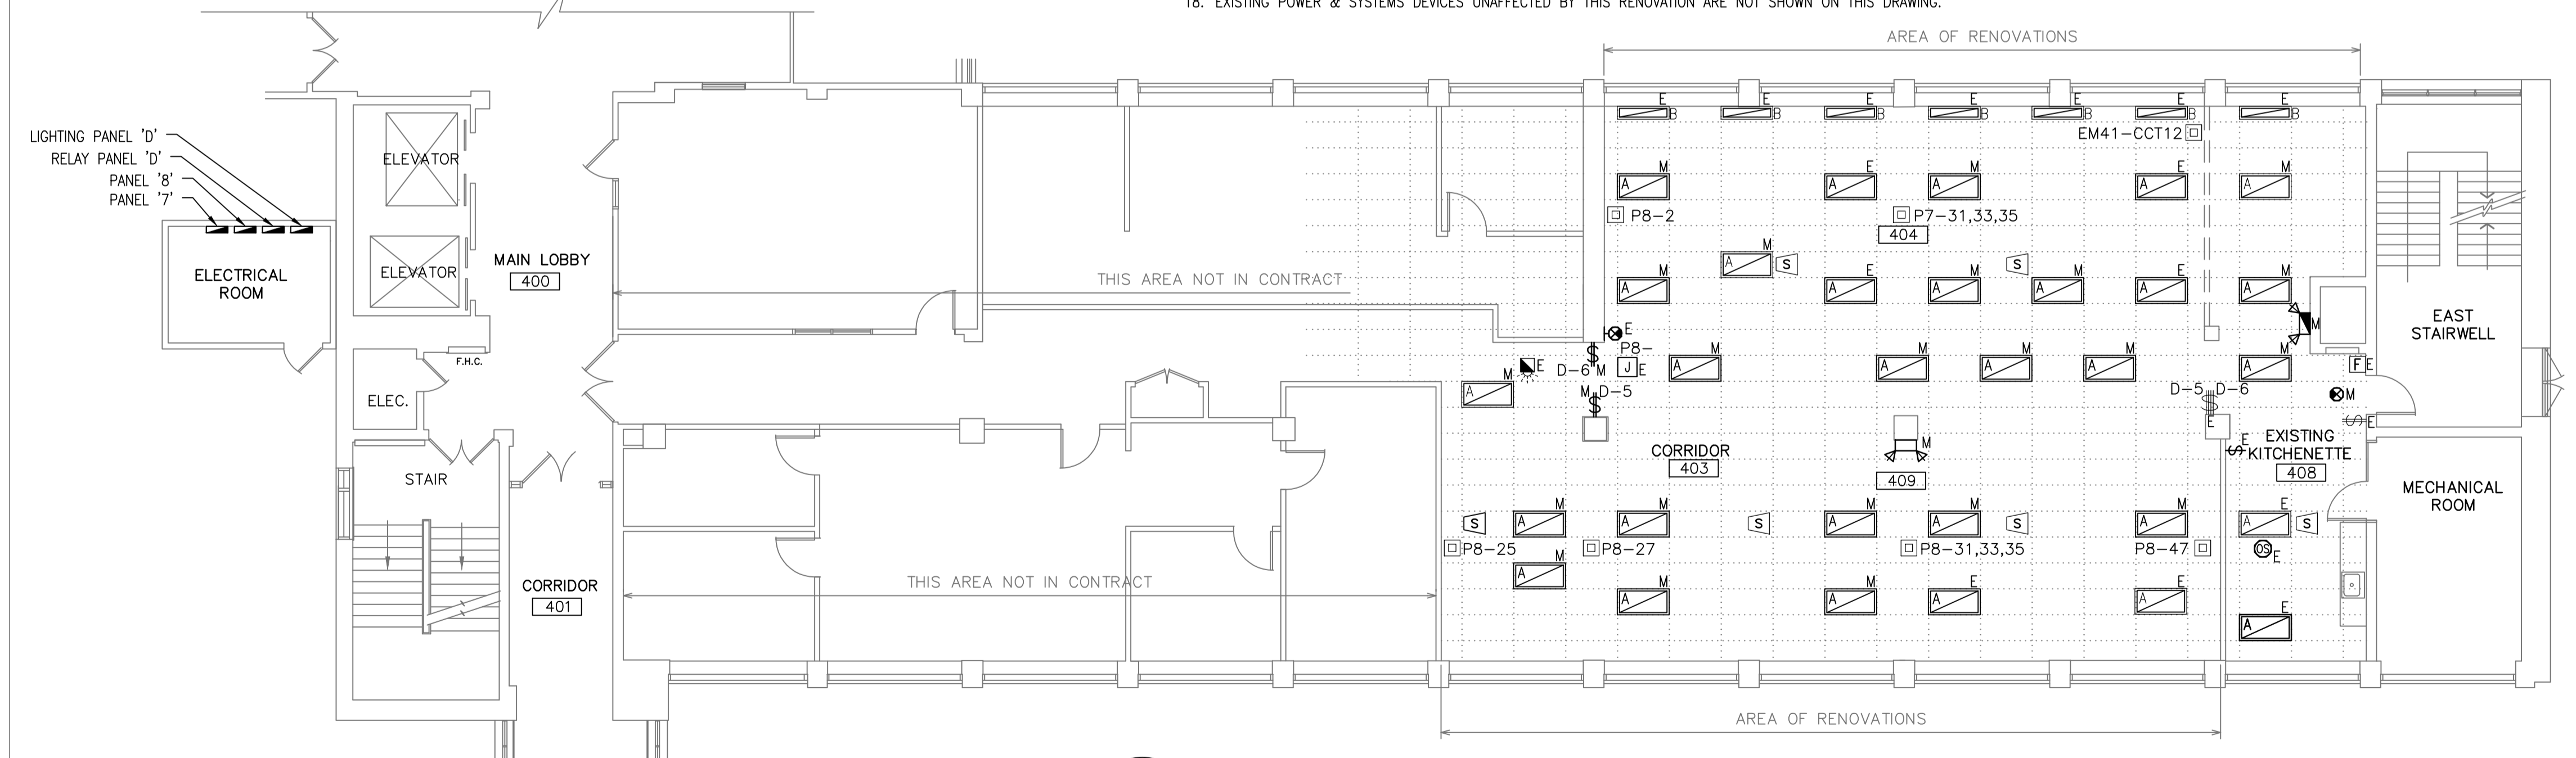 18. EXISTING POWER & SYSTEMS DEVICES UNAFFECTED BY THIS RENOVATION ARE NOT SHOWN ON THIS DRAWING.
AREA OF RENOVATIONS
LIGHTING PANEL 'D'
RELAY PANEL 'D'
PANEL '8'
PANEL '7'
ELECTRICAL
ROOM
ELEVATOR
ELEVATOR
MAIN LOBBY
400
F.H.C.
ELEC.
STAIR
CORRIDOR
401
THIS AREA NOT IN CONTRACT
THIS AREA NOT IN CONTRACT
E E E E E E E
B B B B B B B
EM41-CCT12
M E M E M
A A A A A
P8-2
P7-31,33,35
404
M
A S S
M E M M E M
A A A A A A
M
E
P8-
J E
E
D-6 M
M D-5
M M M M M M
A A A A A A
F E
D-5 D-6
M
E
E
E
M
CORRIDOR
403
409
EXISTING
KITCHENETTE
408
EAST
STAIRWELL
MECHANICAL
ROOM
M M M M M E
S A A S A A S A A S
P8-25
P8-27
P8-31,33,35
P8-47
OS
E
M
A
M M E E
A A A A
E
A
AREA OF RENOVATIONS